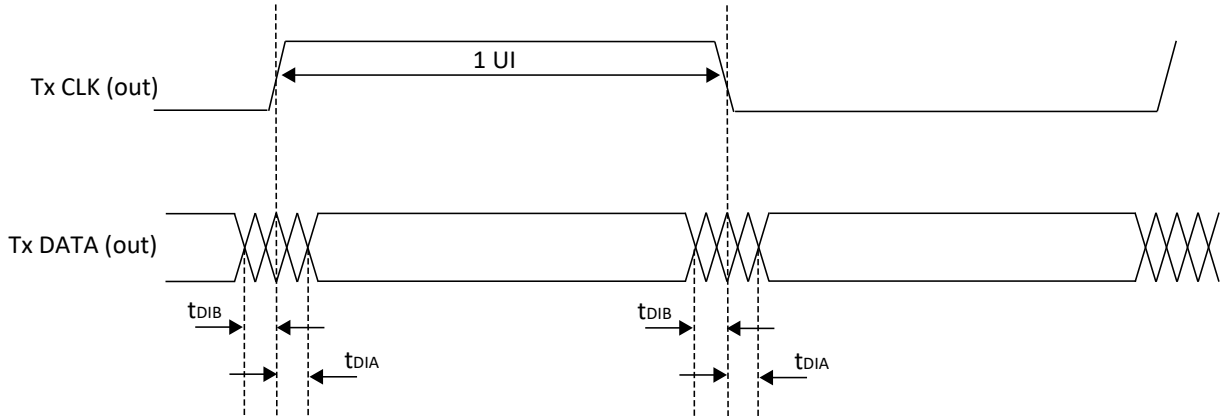 1 UI
Tx CLK (out)
Tx DATA (out)
tDIB
tDIB
tDIA
tDIA